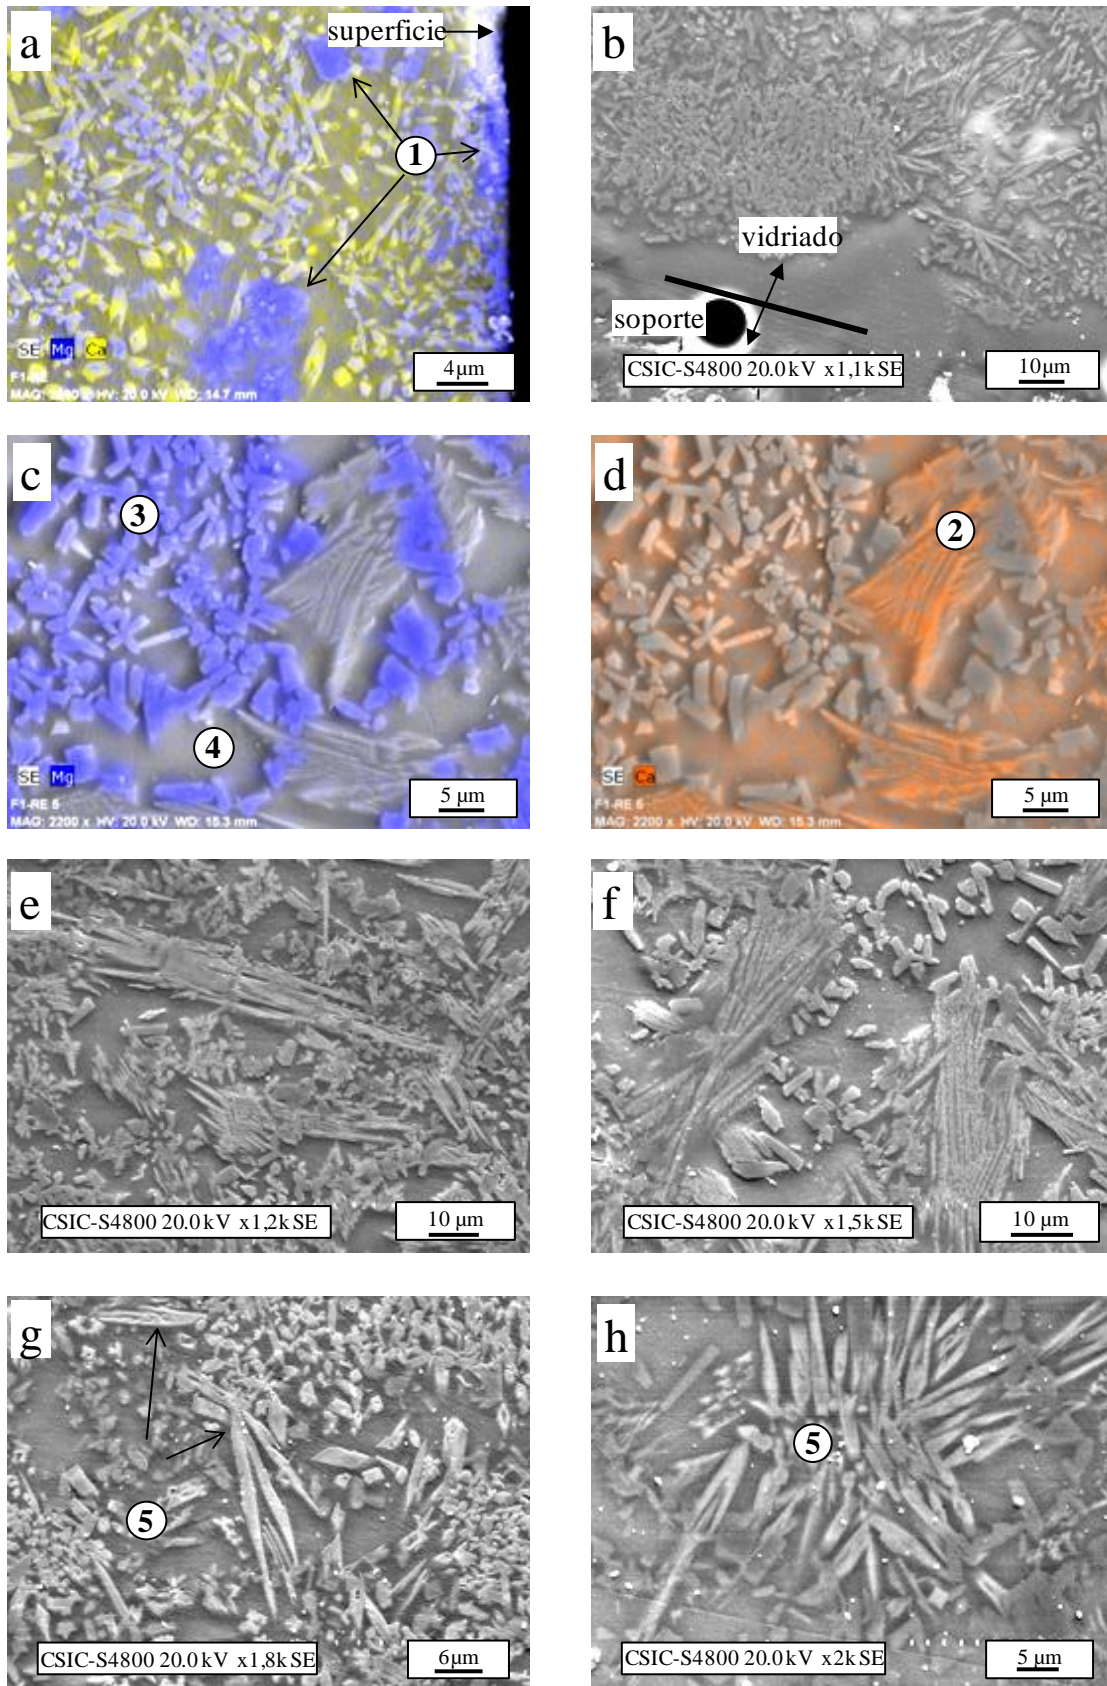 a
superficie
1
SE Mg Ca
4μm
b
vidriado
soporte
CSIC-S4800 20.0kV x1,1k SE
10μm
c
3
4
SE Mg
F1-RE 5
MAG: 2200 x HV: 20.0 kV WD: 15.3 mm
5 μm
d
2
SE Ca
F1-RE 5
MAG: 2200 x HV: 20.0 kV WD: 15.3 mm
5 μm
e
CSIC-S4800 20.0kV x1,2k SE
10 μm
f
CSIC-S4800 20.0kV x1,5k SE
10 μm
g
5
CSIC-S4800 20.0kV x1,8k SE
6μm
h
5
CSIC-S4800 20.0kV x2k SE
5 μm